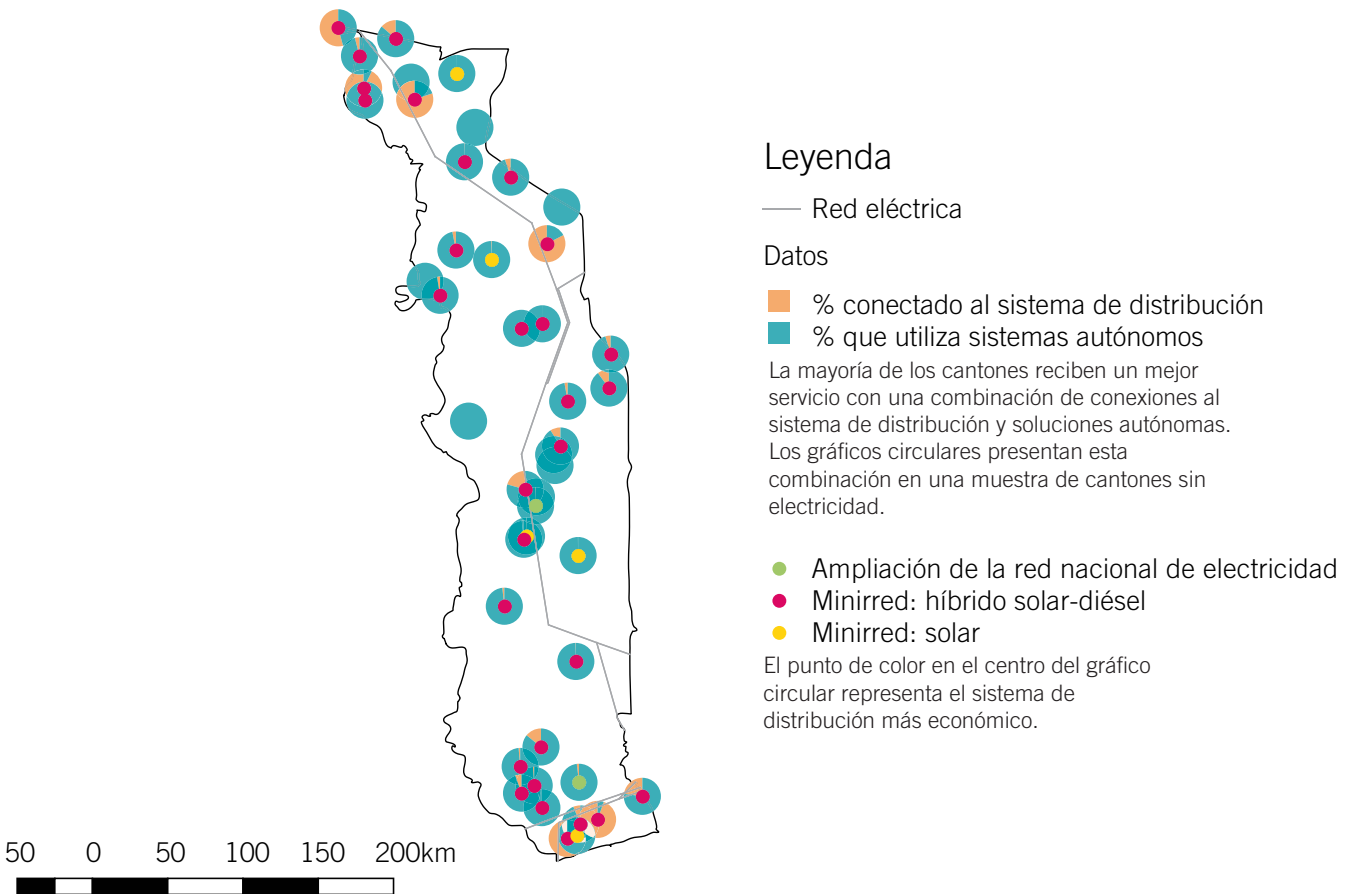 Leyenda
Red eléctrica
Datos
% conectado al sistema de distribución
% que utiliza sistemas autónomos
La mayoría de los cantones reciben un mejor
servicio con una combinación de conexiones al
sistema de distribución y soluciones autónomas.
Los gráficos circulares presentan esta
combinación en una muestra de cantones sin
electricidad.
Ampliación de la red nacional de electricidad
Minirred: híbrido solar-diésel
Minirred: solar
El punto de color en el centro del gráfico
circular representa el sistema de
distribución más económico.
50 0 50 100 150 200km